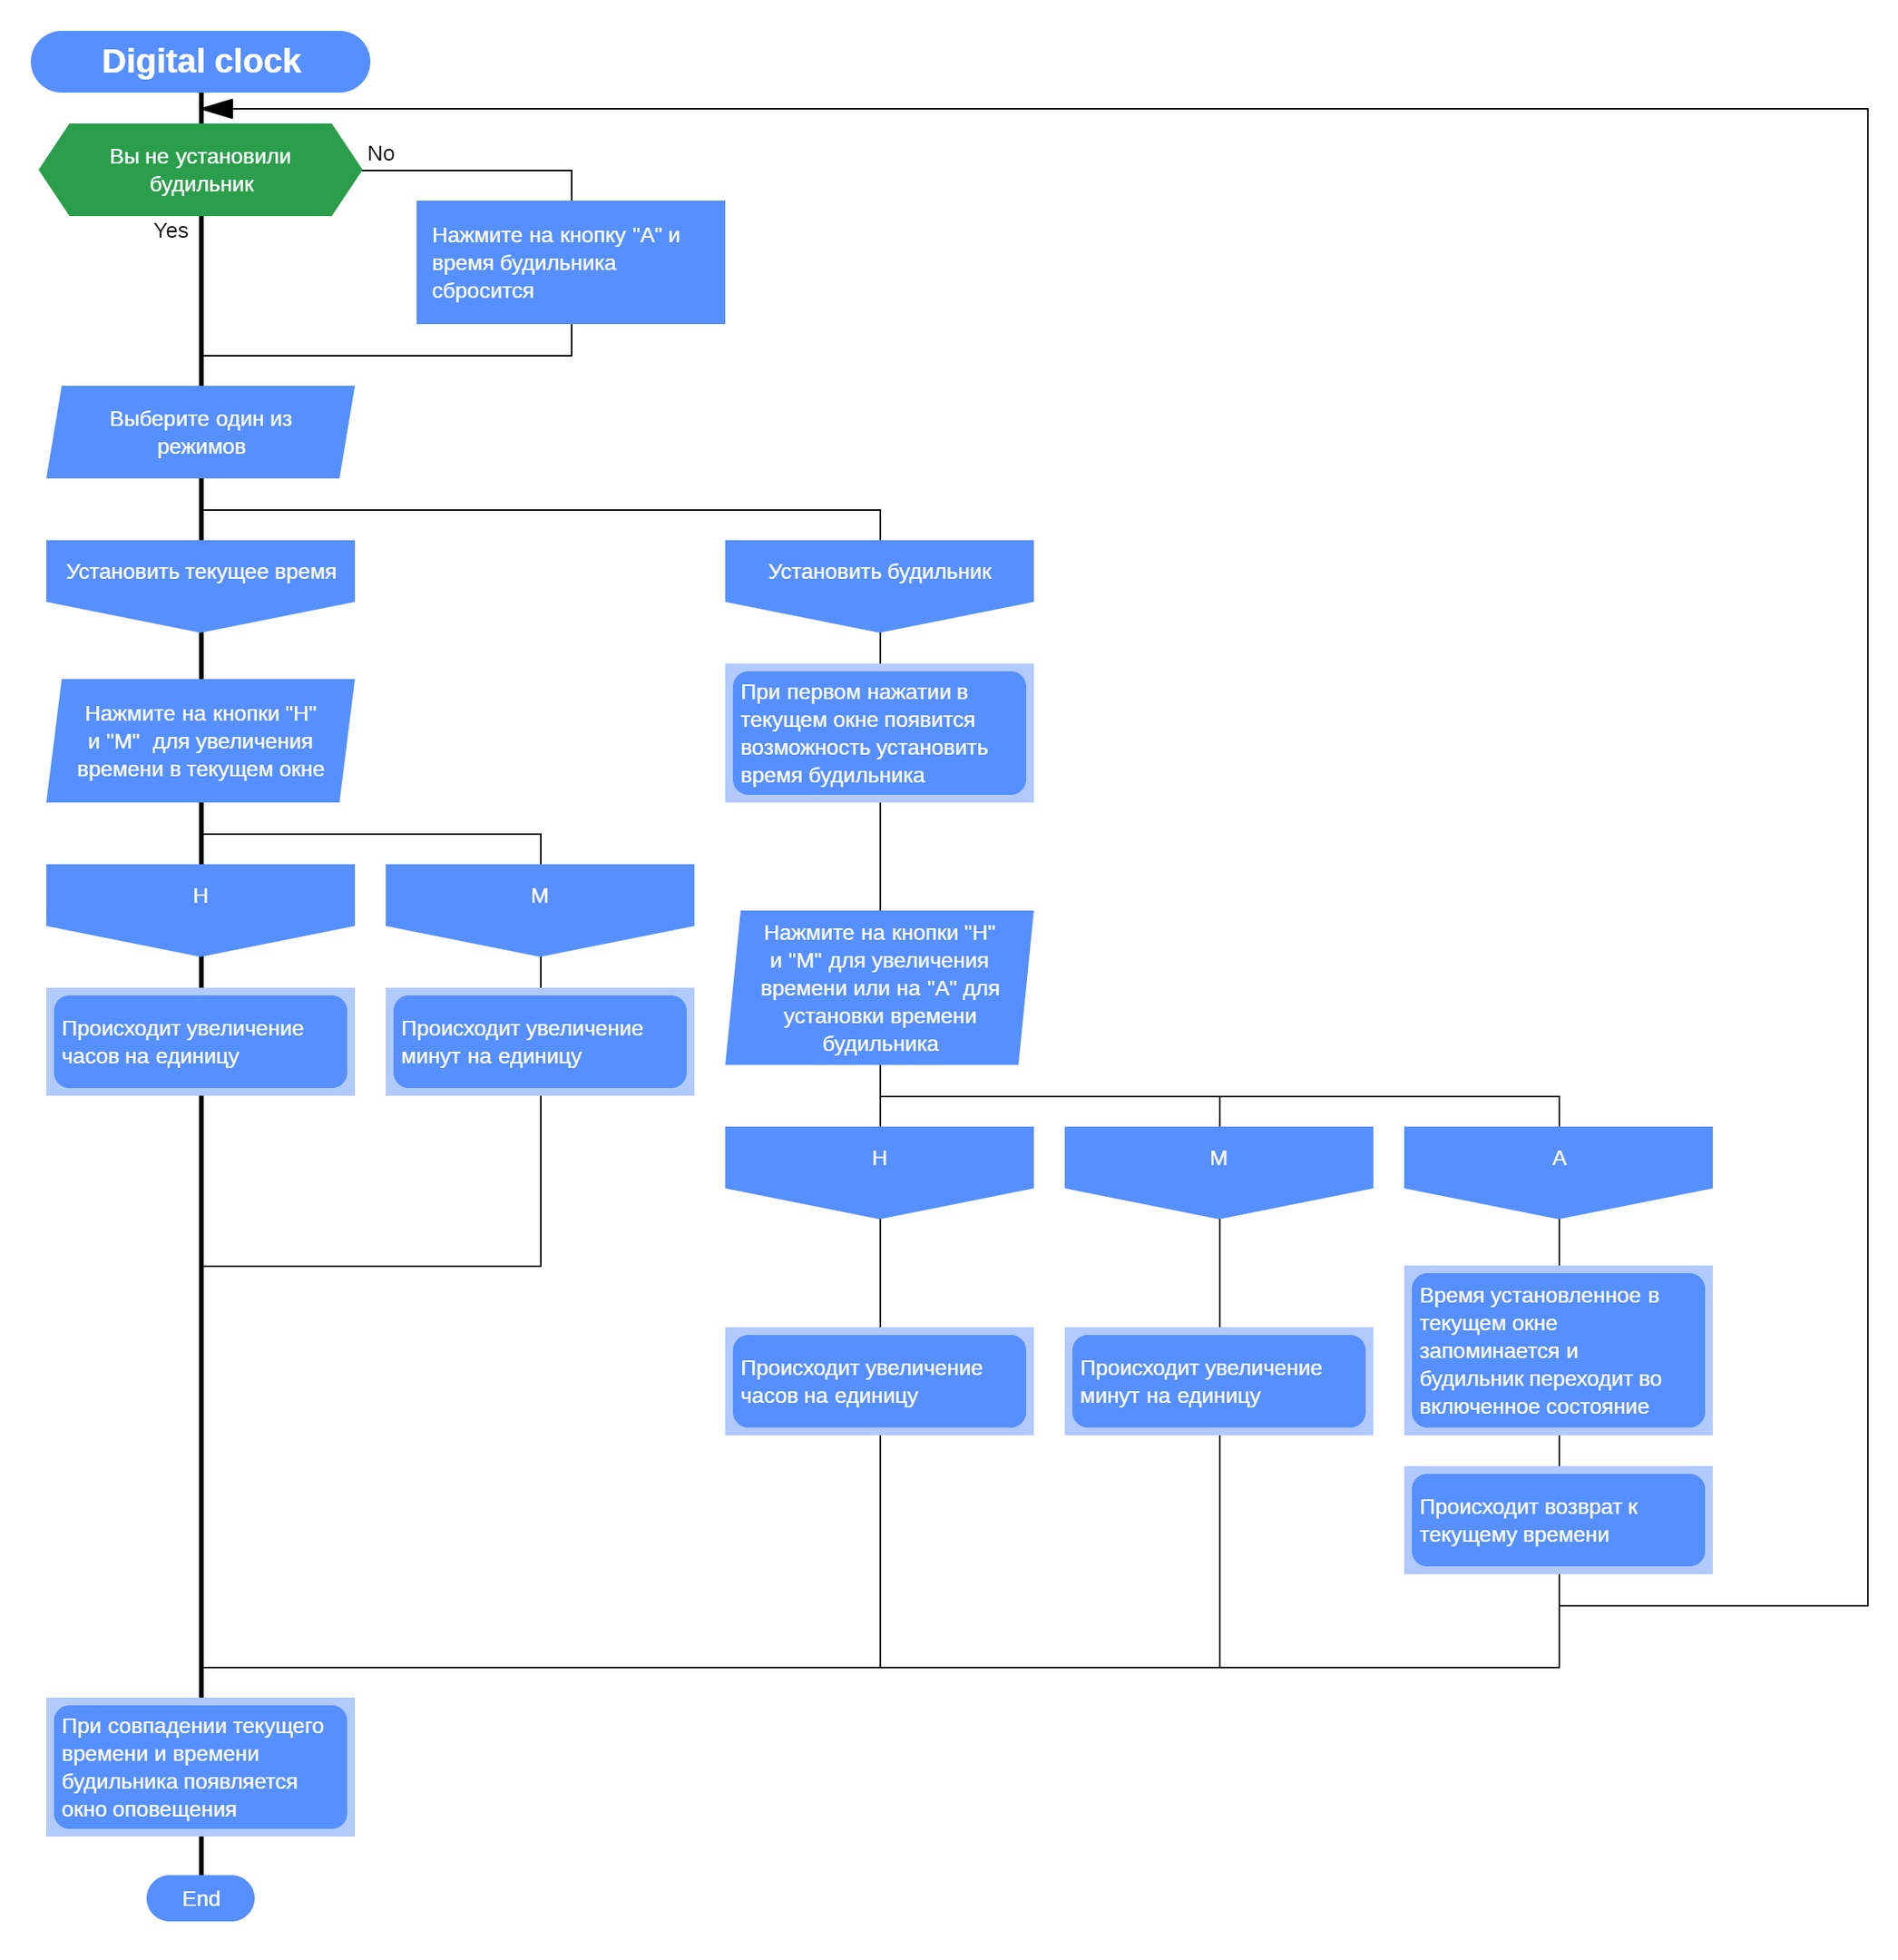 Digital clock
Вы не установили
будильник
No
Yes
Нажмите на кнопку "А" и
время будильника
сбросится
Выберите один из
режимов
Установить текущее время
Установить будильник
Нажмите на кнопки "H"
и "M"  для увеличения
времени в текущем окне
При первом нажатии в
текущем окне появится
возможность установить
время будильника
H
M
Происходит увеличение
часов на единицу
Происходит увеличение
минут на единицу
Нажмите на кнопки "H"
и "M" для увеличения
времени или на "А" для
установки времени
будильника
H
M
A
Происходит увеличение
часов на единицу
Происходит увеличение
минут на единицу
Время установленное в
текущем окне
запоминается и
будильник переходит во
включенное состояние
Происходит возврат к
текущему времени
При совпадении текущего
времени и времени
будильника появляется
окно оповещения
End